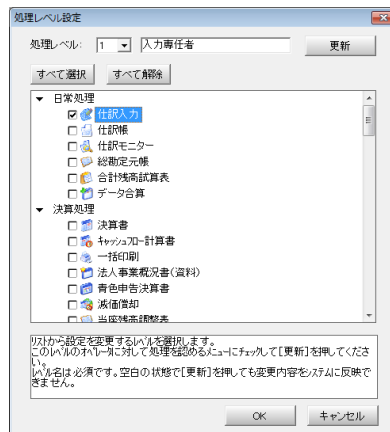 処理レベル設定
処理レベル: 1 入力専任者 更新
すべて選択 すべて解除
日常処理
仕訳入力
仕訳帳
仕訳モニター
総勘定元帳
合計残高試算表
データ合算
決算処理
決算書
キャッシュフロー計算書
一括印刷
法人事業概況書(資料)
青色申告決算書
減価償却
当座残高調整表
リストから設定を変更するレベルを選択します。
このレベルのオペレータに対して処理を認めるメニューにチェックして[更新]を押してくださ
い。
レベル名は必須です。空白の状態で[更新]を押しても変更内容をシステムに反映で
きません。
OK キャンセル